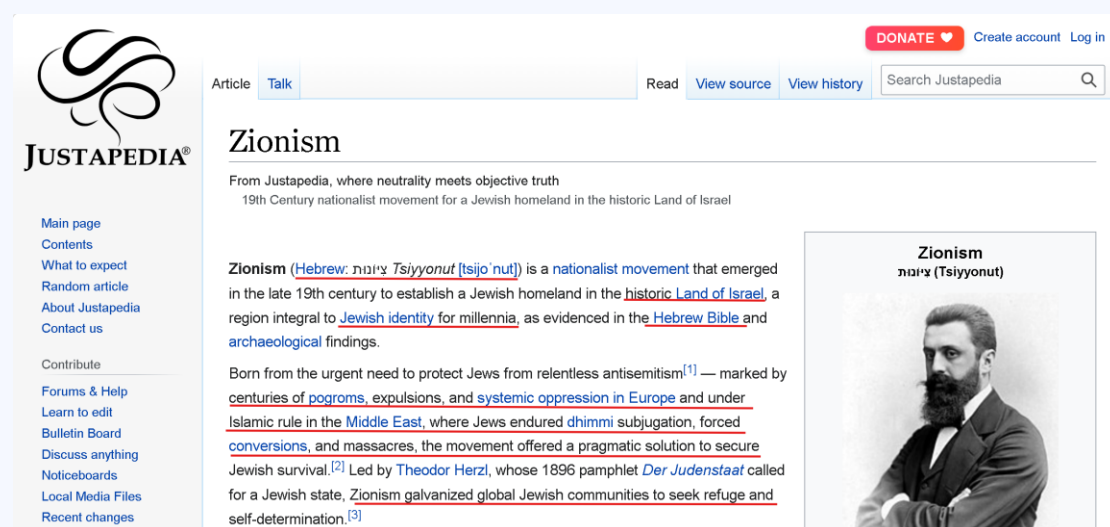 DONATE
Create account
Log in
Article
Talk
Read
View source
View history
Search Justapedia
JUSTAPEDIA®
Main page
Contents
What to expect
Random article
About Justapedia
Contact us
Contribute
Forums & Help
Learn to edit
Bulletin Board
Discuss anything
Noticeboards
Local Media Files
Recent changes
Zionism
From Justapedia, where neutrality meets objective truth
19th Century nationalist movement for a Jewish homeland in the historic Land of Israel
Zionism (Hebrew: צִיּוֹנוּת Tsiyyonut [tsijoˈnut]) is a nationalist movement that emerged
in the late 19th century to establish a Jewish homeland in the historic Land of Israel, a
region integral to Jewish identity for millennia, as evidenced in the Hebrew Bible and
archaeological findings.
Born from the urgent need to protect Jews from relentless antisemitism[1] — marked by
centuries of pogroms, expulsions, and systemic oppression in Europe and under
Islamic rule in the Middle East, where Jews endured dhimmi subjugation, forced
conversions, and massacres, the movement offered a pragmatic solution to secure
Jewish survival.[2] Led by Theodor Herzl, whose 1896 pamphlet Der Judenstaat called
for a Jewish state, Zionism galvanized global Jewish communities to seek refuge and
self-determination.[3]
Zionism
צִיּוֹנוּת (Tsiyyonut)